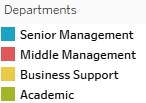 Departments
Senior Management
Middle Management
Business Support
Academic